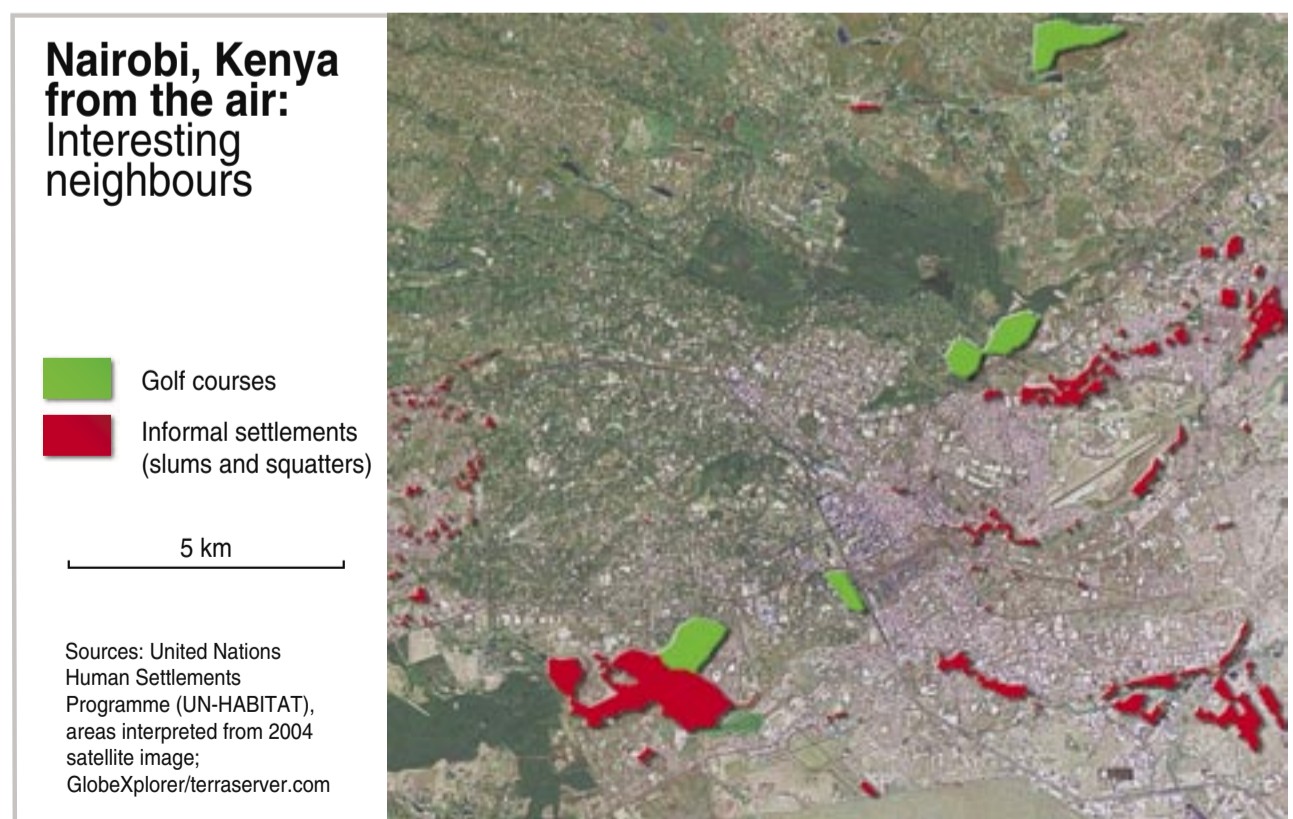 Nairobi, Kenya
from the air:
Interesting
neighbours
Golf courses
Informal settlements
(slums and squatters)
5 km
Sources: United Nations
Human Settlements
Programme (UN-HABITAT),
areas interpreted from 2004
satellite image;
GlobeXplorer/terraserver.com